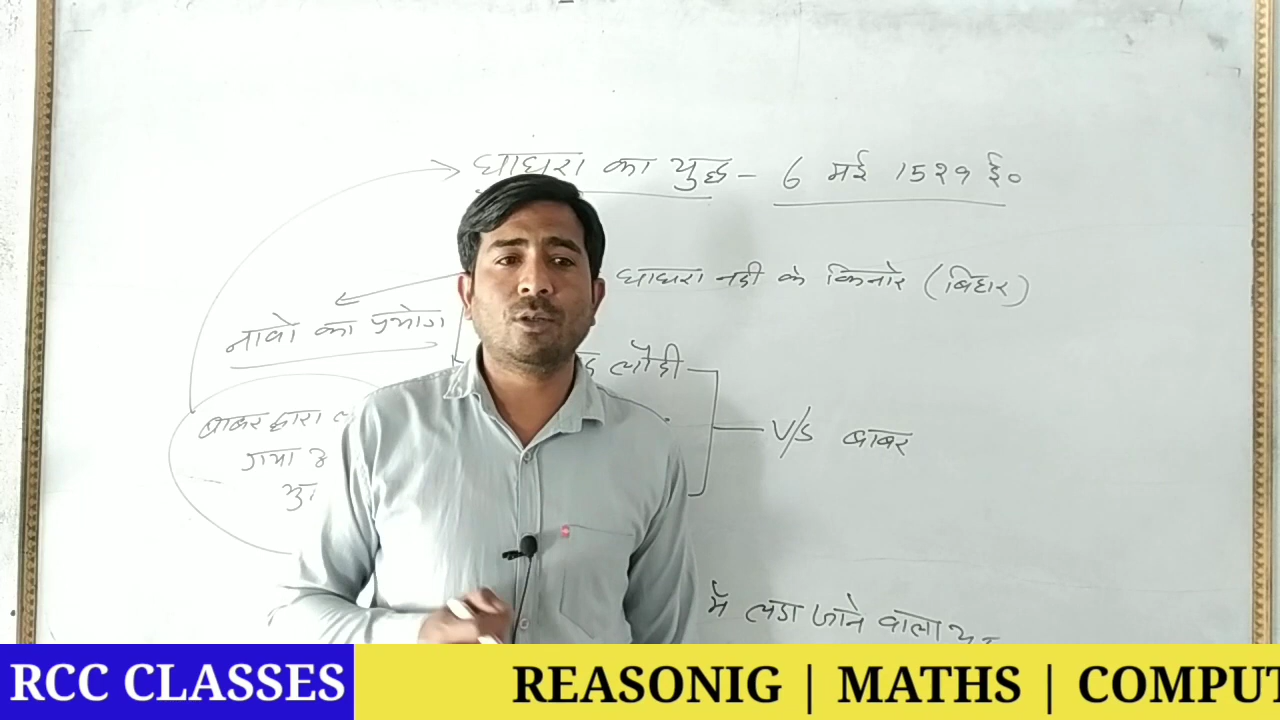 घाघरा का युद्ध - 6 मई 1529 ई०
घाघरा नदी के किनारे (बिहार)
नावो का प्रयोग
लौदी
V/S बाबर
बाबर द्वारा
गया
मे लडा जाने वाला
RCC CLASSES
REASONIG | MATHS | COMPUT